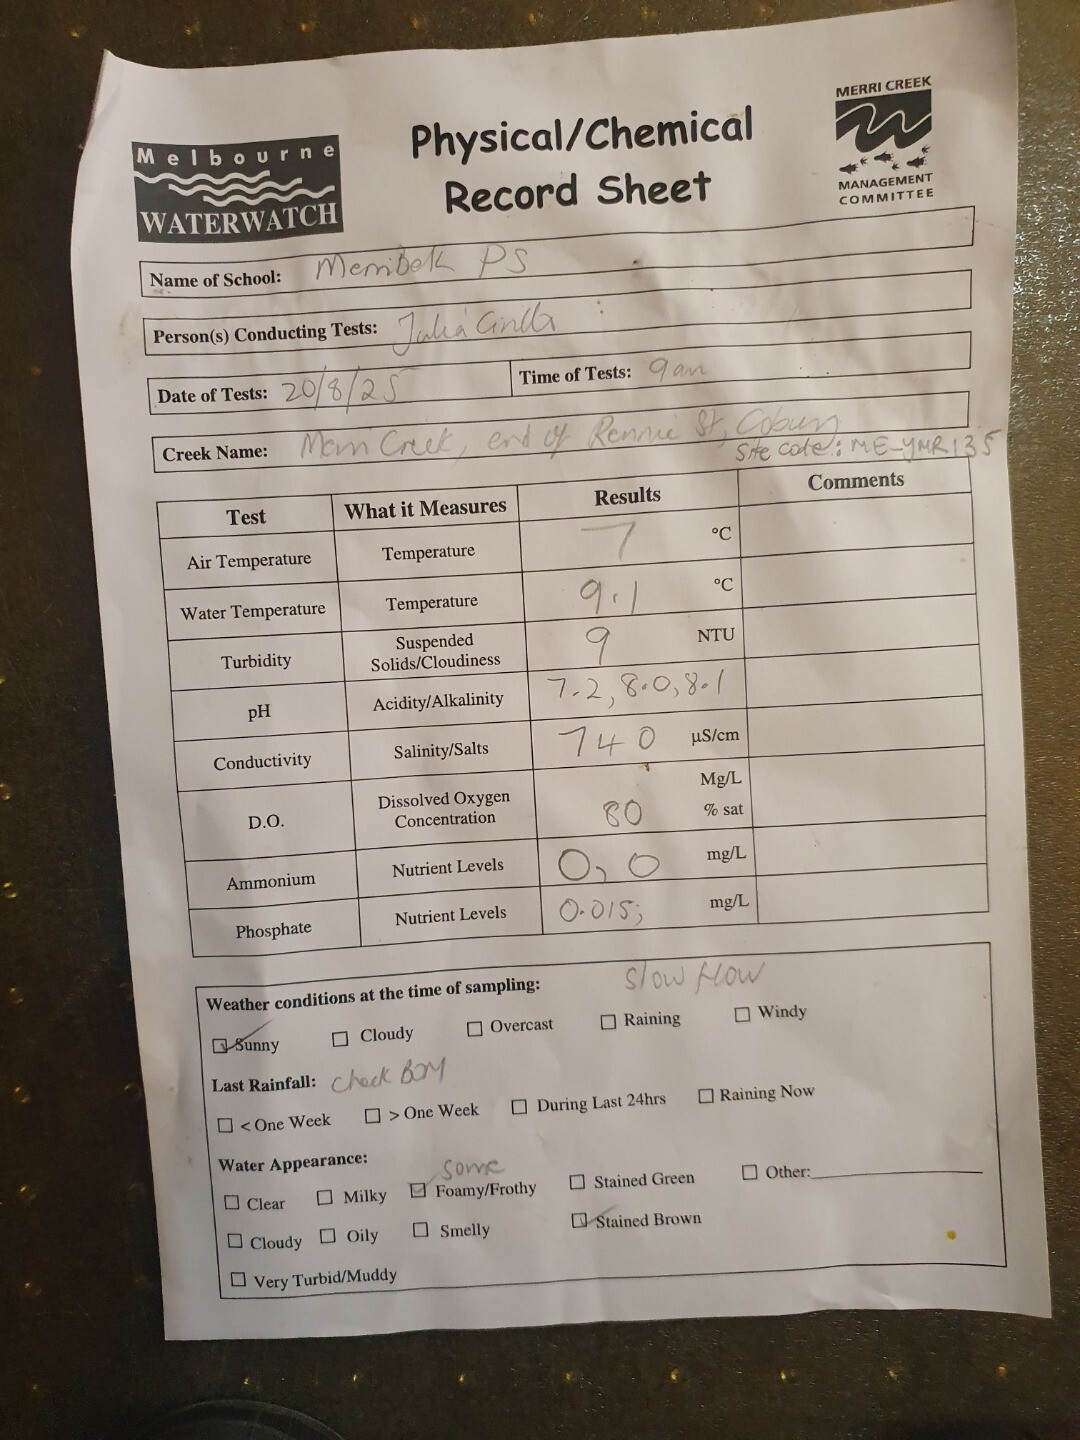 Melbourne
WATERWATCH
Physical/Chemical
Record Sheet
MERRI CREEK
MANAGEMENT
COMMITTEE
Name of School: Merribek PS
Person(s) Conducting Tests: Julia
Date of Tests: 20/8/25 Time of Tests: 9am
Creek Name: Merri Creek, end of Rennie St, Coburg
Site code: ME-YMR135
Test What it Measures Results Comments
Air Temperature Temperature 7 °C
Water Temperature Temperature 9.1 °C
Turbidity Suspended Solids/Cloudiness 9 NTU
pH Acidity/Alkalinity 7.2, 8.0, 8.1
Conductivity Salinity/Salts 740 µS/cm
D.O. Dissolved Oxygen Concentration Mg/L
80 % sat
Ammonium Nutrient Levels 0, 0 mg/L
Phosphate Nutrient Levels 0.015; mg/L
Weather conditions at the time of sampling: Slow flow
Sunny Cloudy Overcast Raining Windy
Last Rainfall: Check BOM
< One Week > One Week During Last 24hrs Raining Now
Water Appearance:
some
Clear Milky Foamy/Frothy Stained Green Other:
Cloudy Oily Smelly Stained Brown
Very Turbid/Muddy